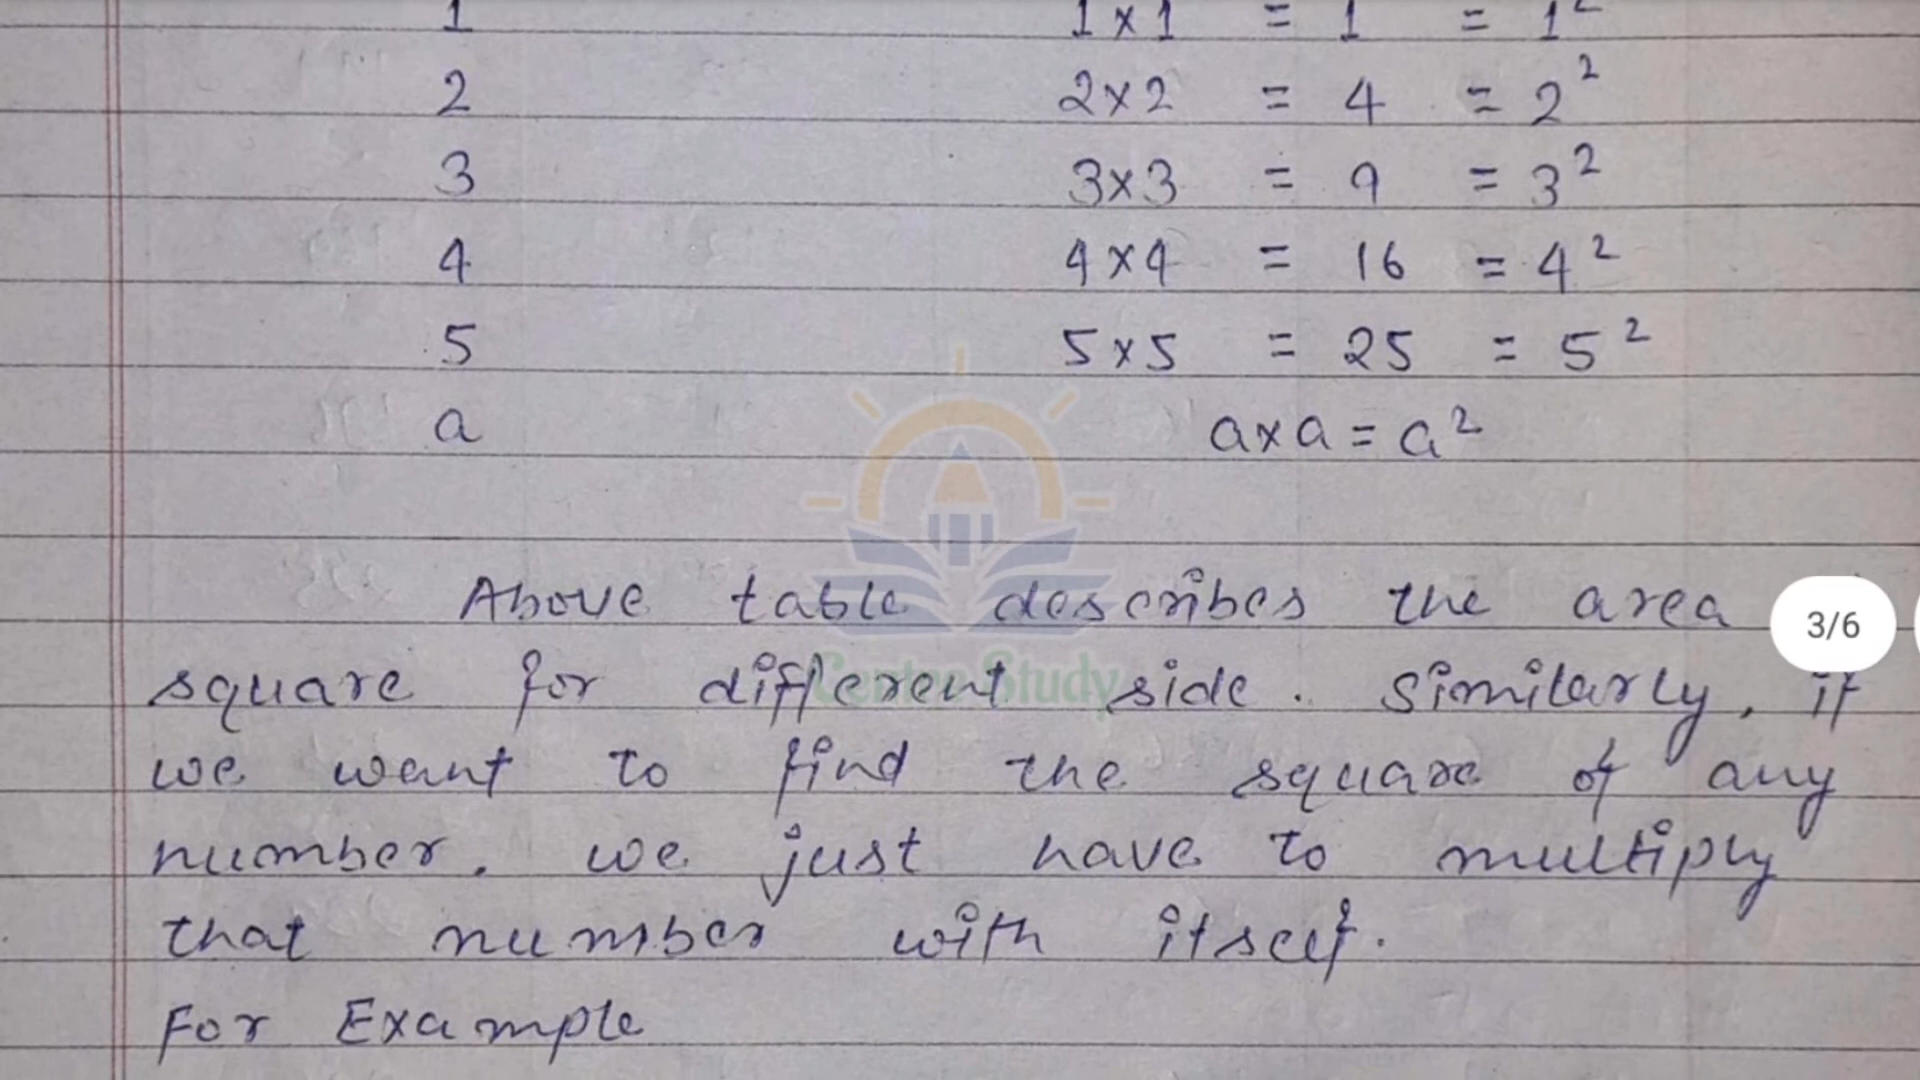 1 1×1 = 1 = 1²
2 2×2 = 4 = 2²
3 3×3 = 9 = 3²
4 4×4 = 16 = 4²
5 5×5 = 25 = 5²
a a×a = a²
Above table describes the area
3/6
square for different side. Similarly, if
we want to find the square of any
number. we just have to multiply
that number with itself.
For Example
Centre Study